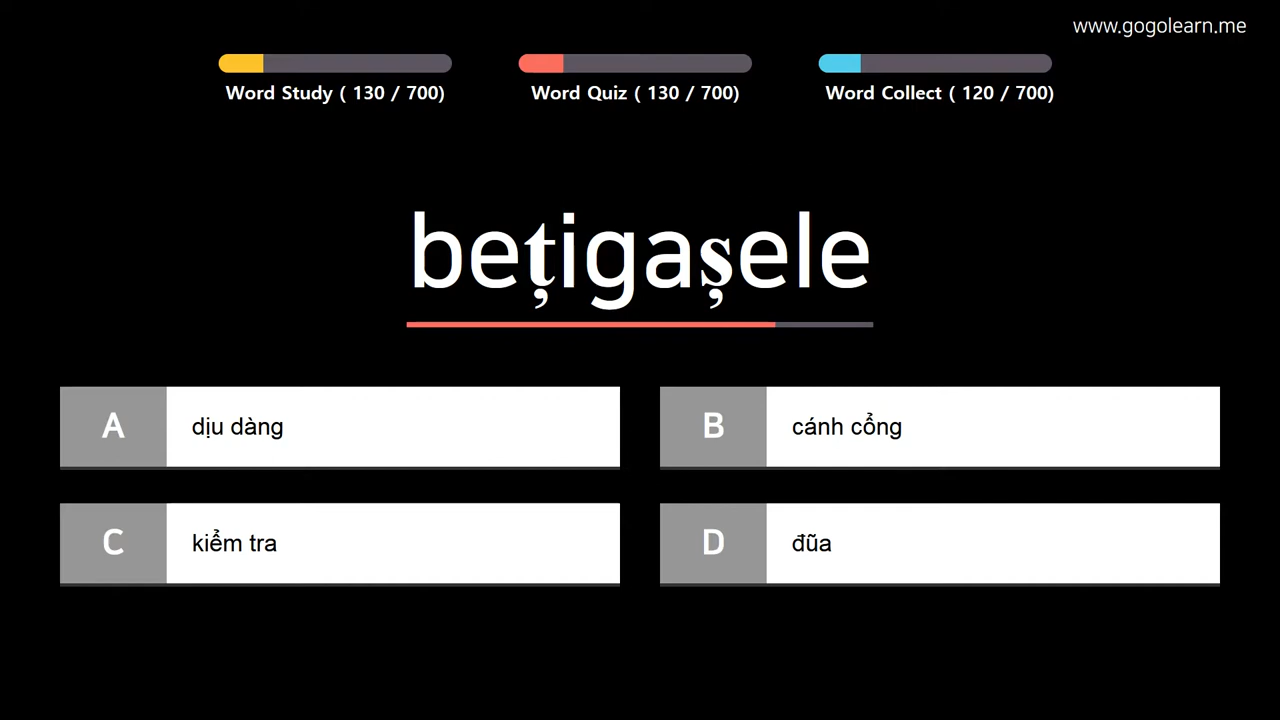 www.gogolearn.me
Word Study ( 130 / 700)
Word Quiz ( 130 / 700)
Word Collect ( 120 / 700)
bețigașele
A dịu dàng
B cánh cổng
C kiểm tra
D đũa